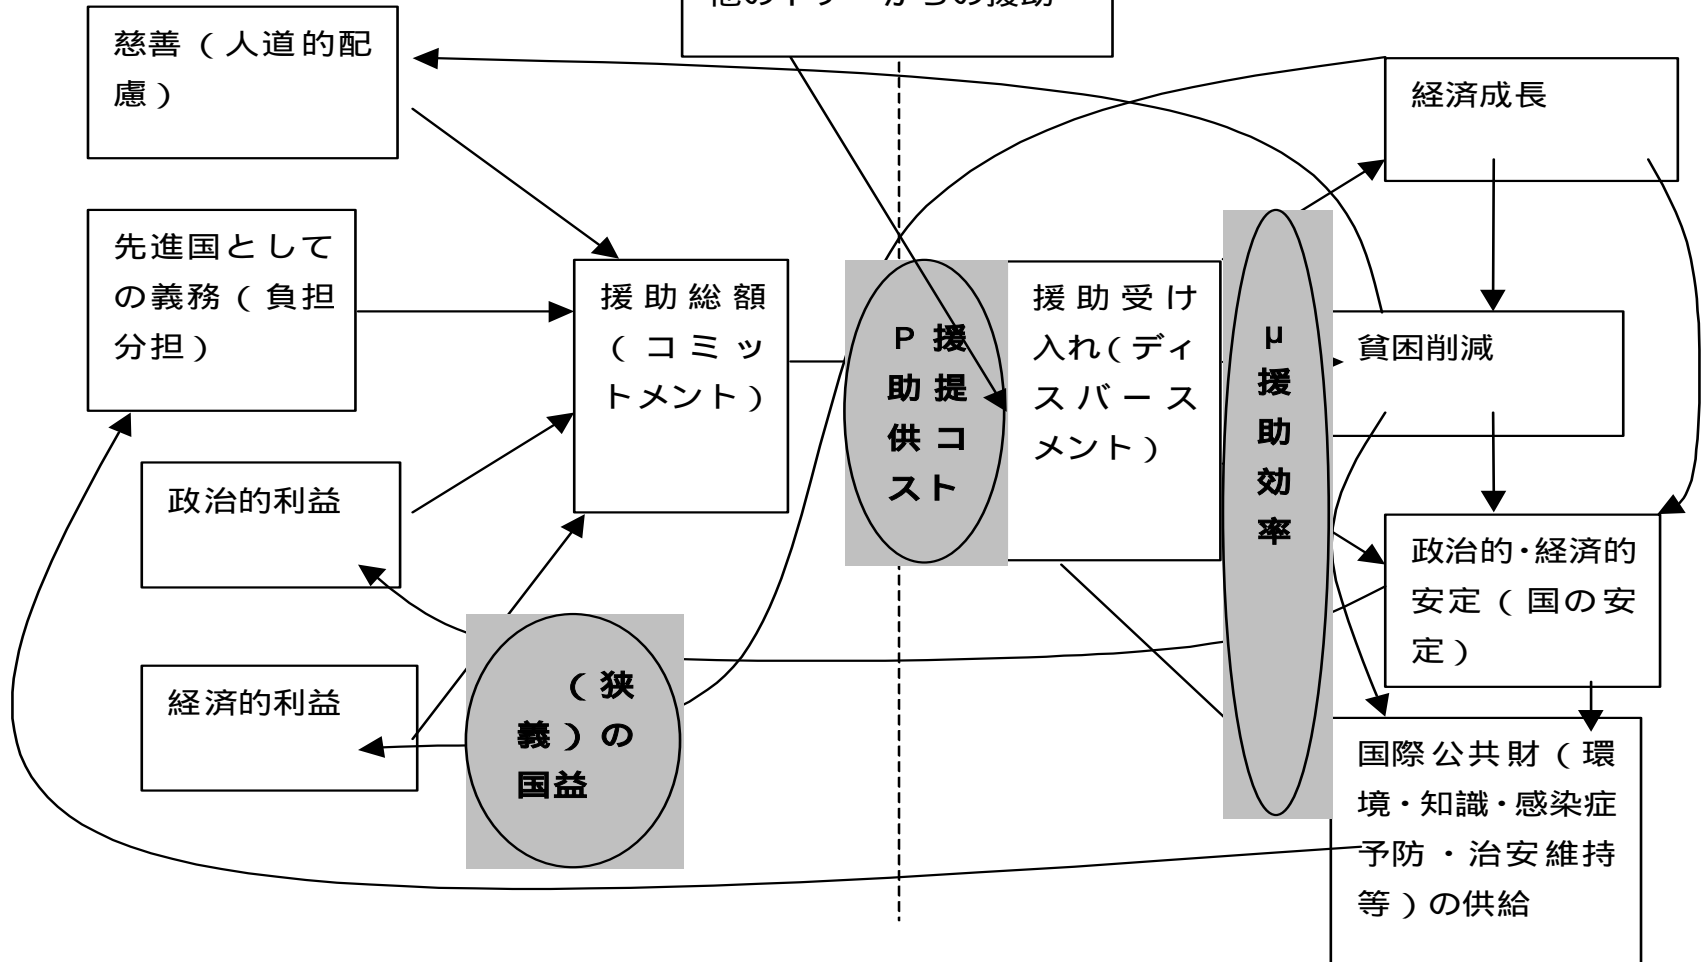 慈善（人道的配
慮）
先進国として
の義務（負担
分担）
政治的利益
経済的利益
援助総額
（コミッ
トメント）
（狭
義）の
国益
P援
助提
供コ
スト
援助受け
入れ（ディ
スバース
メント）
μ
援
助
効
率
経済成長
貧困削減
政治的・経済的
安定（国の安
定）
国際公共財（環
境・知識・感染症
予防・治安維持
等）の供給